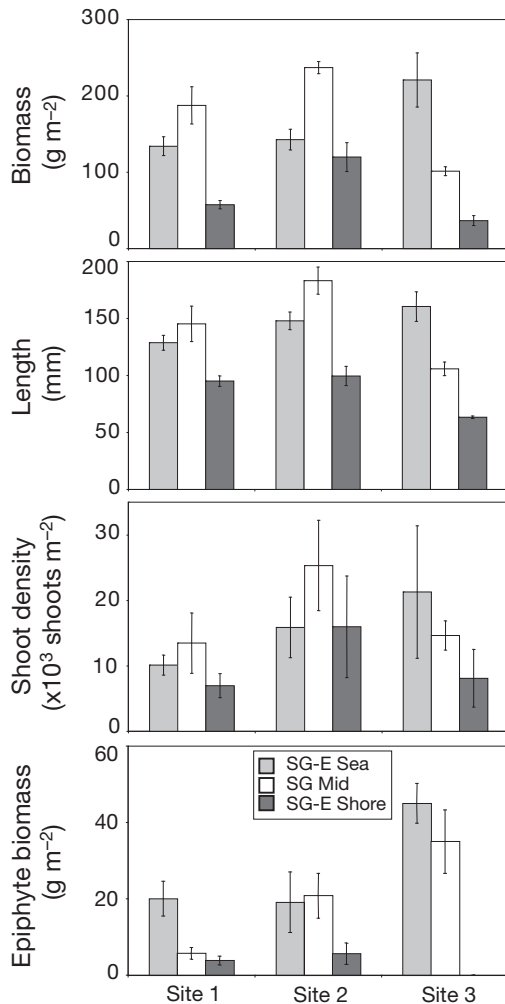 300
200
100
0
Biomass
(g m⁻²)
200
150
100
50
0
Length
(mm)
30
20
10
0
Shoot density
(x10³ shoots m⁻²)
60
40
20
0
Epiphyte biomass
(g m⁻²)
SG-E Sea
SG Mid
SG-E Shore
Site 1 Site 2 Site 3